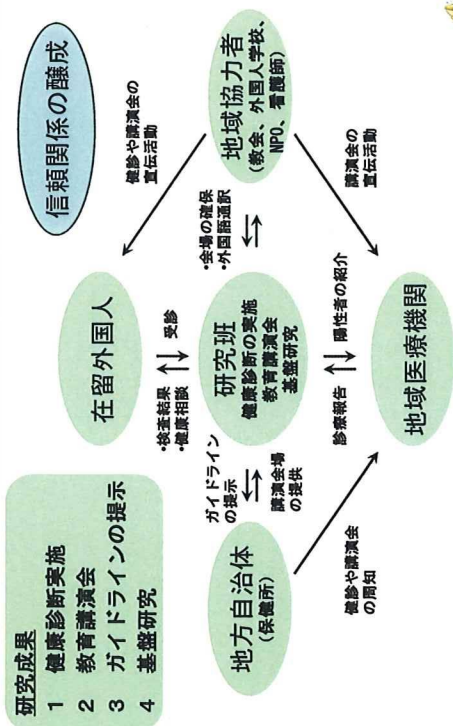 研究成果
1 健康診断実施
2 教育講演会
3 ガイドラインの提示
4 基盤研究
信頼関係の醸成
在留外国人
健診や講演会の
宣伝活動
・検査結果
・健康相談
受診
地方自治体
(保健所)
ガイドライン
の提示
講演会場
の提供
研究班
健康診断の実施
教育講演会
基盤研究
・会場の確保
・外国語通訳
地域協力者
(教会、外国人学校、
NPO、看護師)
健診や講演会
の周知
診療報告
陽性者の紹介
講演会の
宣伝活動
地域医療機関